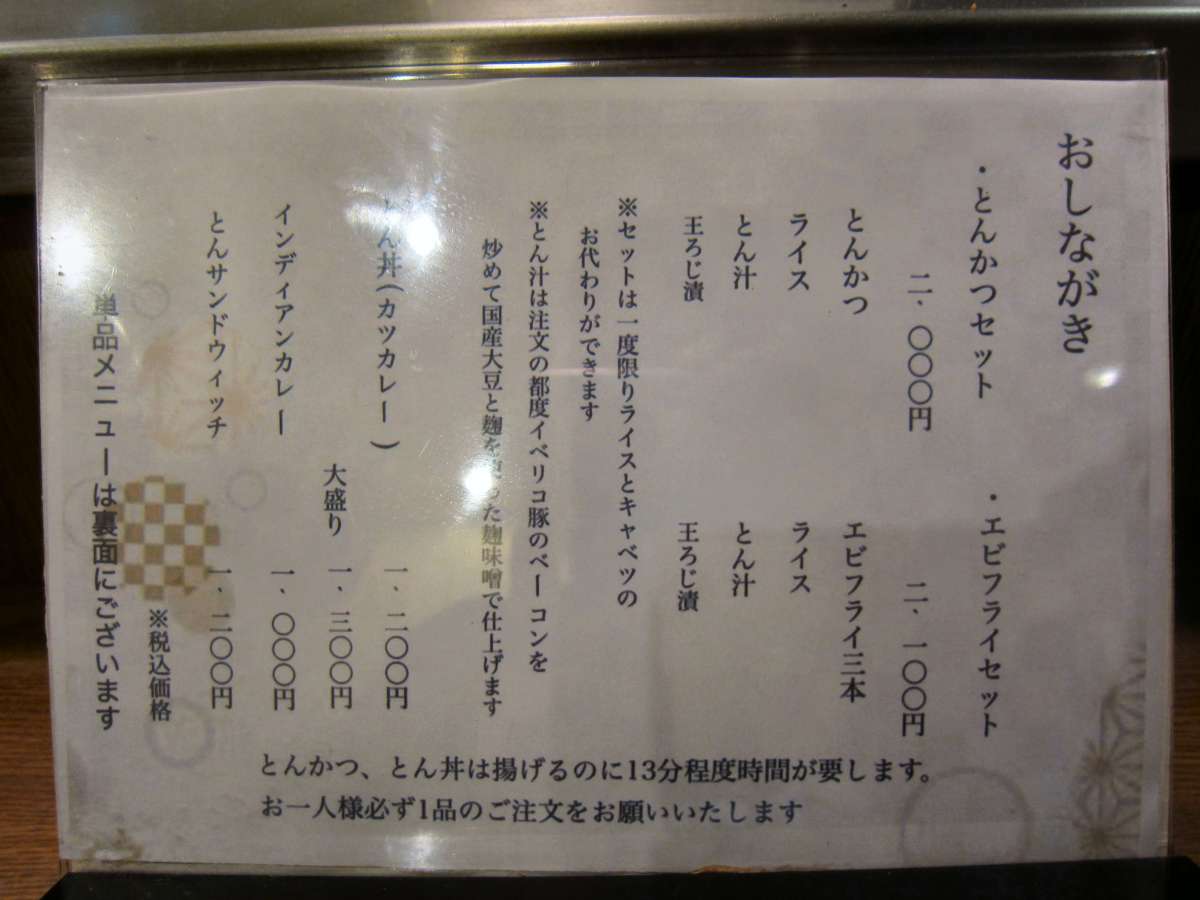 おしながき
・とんかつセット
二、〇〇〇円
とんかつ
ライス
とん汁
王ろじ漬
・エビフライセット
二、一〇〇円
エビフライ三本
ライス
とん汁
王ろじ漬
※セットは一度限りライスとキャベツの
お代わりができます
※とん汁は注文の都度イベリコ豚のベーコンを
炒めて国産大豆と麹を使った麹味噌で仕上げます
とん丼(カツカレー) 一、二〇〇円
大盛り 一、三〇〇円
インディアンカレー 一、〇〇〇円
とんサンドウィッチ 一、二〇〇円
※税込価格
単品メニューは裏面にございます
とんかつ、とん丼は揚げるのに13分程度時間が要します。
お一人様必ず1品のご注文をお願いいたします